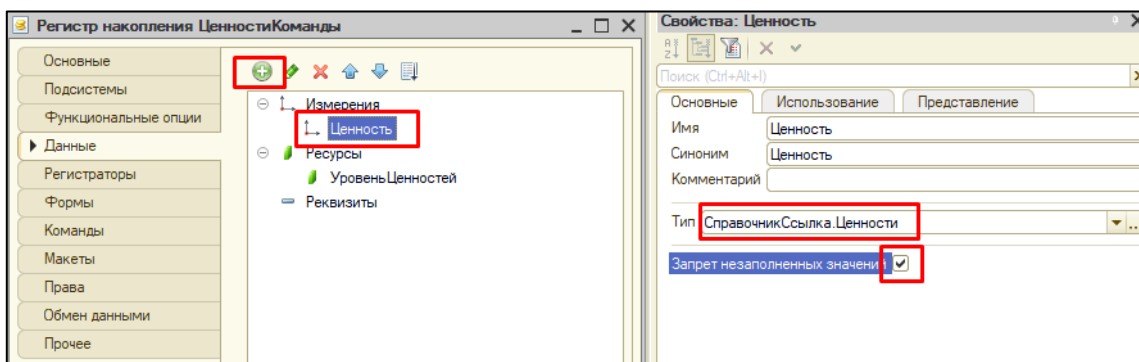 Регистр накопления ЦенностиКоманды
Основные
Подсистемы
Функциональные опции
Данные
Регистраторы
Формы
Команды
Макеты
Права
Обмен данными
Прочее
Измерения
Ценность
Ресурсы
УровеньЦенностей
Реквизиты
Свойства: Ценность
Поиск (Ctrl+Alt+I)
Основные Использование Представление
Имя Ценность
Синоним Ценность
Комментарий
Тип СправочникСсылка.Ценности
Запрет незаполненных значений